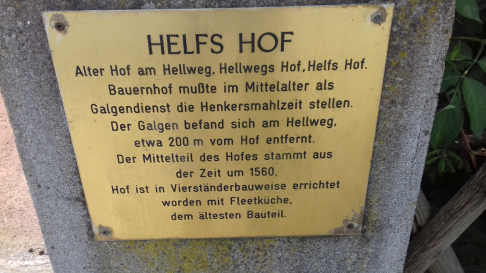 HELFS HOF
Alter Hof am Hellweg, Hellwegs Hof, Helfs Hof.
Bauernhof mußte im Mittelalter als
Galgendienst die Henkersmahlzeit stellen.
Der Galgen befand sich am Hellweg,
etwa 200 m vom Hof entfernt.
Der Mittelteil des Hofes stammt aus
der Zeit um 1560.
Hof ist in Vierständerbauweise errichtet
worden mit Fleetküche,
dem ältesten Bauteil.